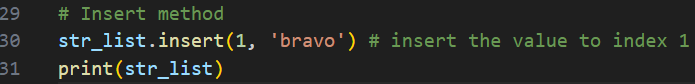 29 # Insert method
30 str_list.insert(1, 'bravo') # insert the value to index 1
31 print(str_list)